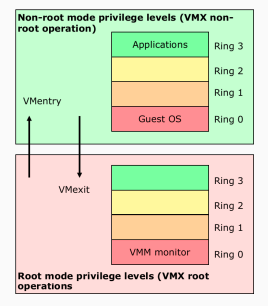 Non-root mode privilege levels (VMX non-
root operation)
Applications
Ring 3
Ring 2
VMentry
Ring 1
Guest OS
Ring 0
Ring 3
VMexit
Ring 2
Ring 1
VMM monitor
Ring 0
Root mode privilege levels (VMX root
operations